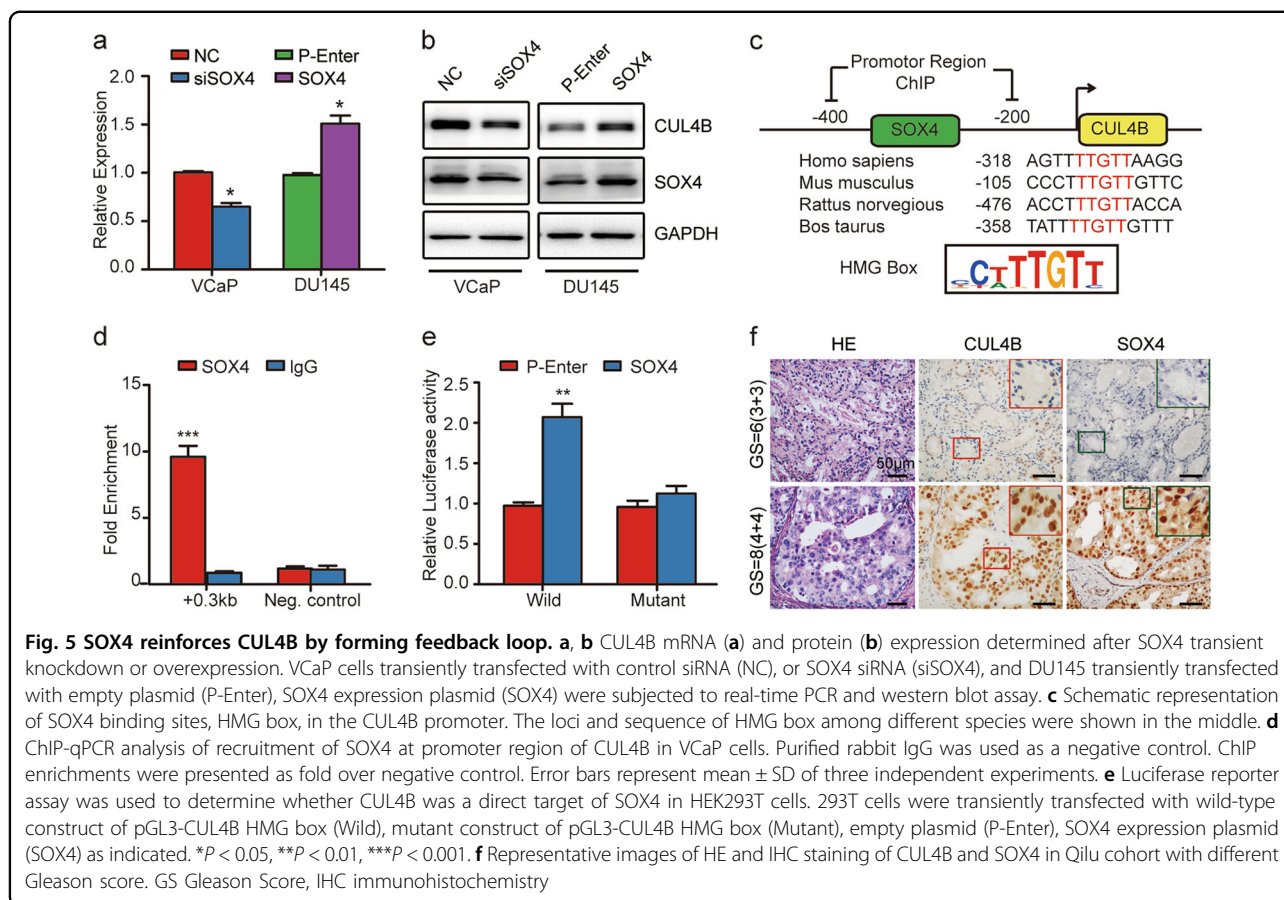 a
NC
P-Enter
siSOX4
SOX4
Relative Expression
2.0
1.5
1.0
0.5
0.0
*
*
VCaP
DU145
b
NC
siSOX4
P-Enter
SOX4
CUL4B
SOX4
GAPDH
VCaP
DU145
c
Promotor Region
ChIP
-400
-200
SOX4
CUL4B
Homo sapiens -318 AGTTTTGTTAAGG
Mus musculus -105 CCCTTTGTTGTTC
Rattus norvegious -476 ACCTTTGTTACCA
Bos taurus -358 TATTTTGTTGTTT
HMG Box
CTTTGTT
d
SOX4
IgG
Fold Enrichment
15
10
5
0
***
+0.3kb
Neg. control
e
P-Enter
SOX4
Relative Luciferase activity
2.5
2.0
1.5
1.0
0.5
0.0
**
Wild
Mutant
f
HE
CUL4B
SOX4
GS=6(3+3)
50μm
GS=8(4+4)
Fig. 5 SOX4 reinforces CUL4B by forming feedback loop. a, b CUL4B mRNA (a) and protein (b) expression determined after SOX4 transient
knockdown or overexpression. VCaP cells transiently transfected with control siRNA (NC), or SOX4 siRNA (siSOX4), and DU145 transiently transfected
with empty plasmid (P-Enter), SOX4 expression plasmid (SOX4) were subjected to real-time PCR and western blot assay. c Schematic representation
of SOX4 binding sites, HMG box, in the CUL4B promoter. The loci and sequence of HMG box among different species were shown in the middle. d
ChIP-qPCR analysis of recruitment of SOX4 at promoter region of CUL4B in VCaP cells. Purified rabbit IgG was used as a negative control. ChIP
enrichments were presented as fold over negative control. Error bars represent mean ± SD of three independent experiments. e Luciferase reporter
assay was used to determine whether CUL4B was a direct target of SOX4 in HEK293T cells. 293T cells were transiently transfected with wild-type
construct of pGL3-CUL4B HMG box (Wild), mutant construct of pGL3-CUL4B HMG box (Mutant), empty plasmid (P-Enter), SOX4 expression plasmid
(SOX4) as indicated. *P < 0.05, **P < 0.01, ***P < 0.001. f Representative images of HE and IHC staining of CUL4B and SOX4 in Qilu cohort with different
Gleason score. GS Gleason Score, IHC immunohistochemistry